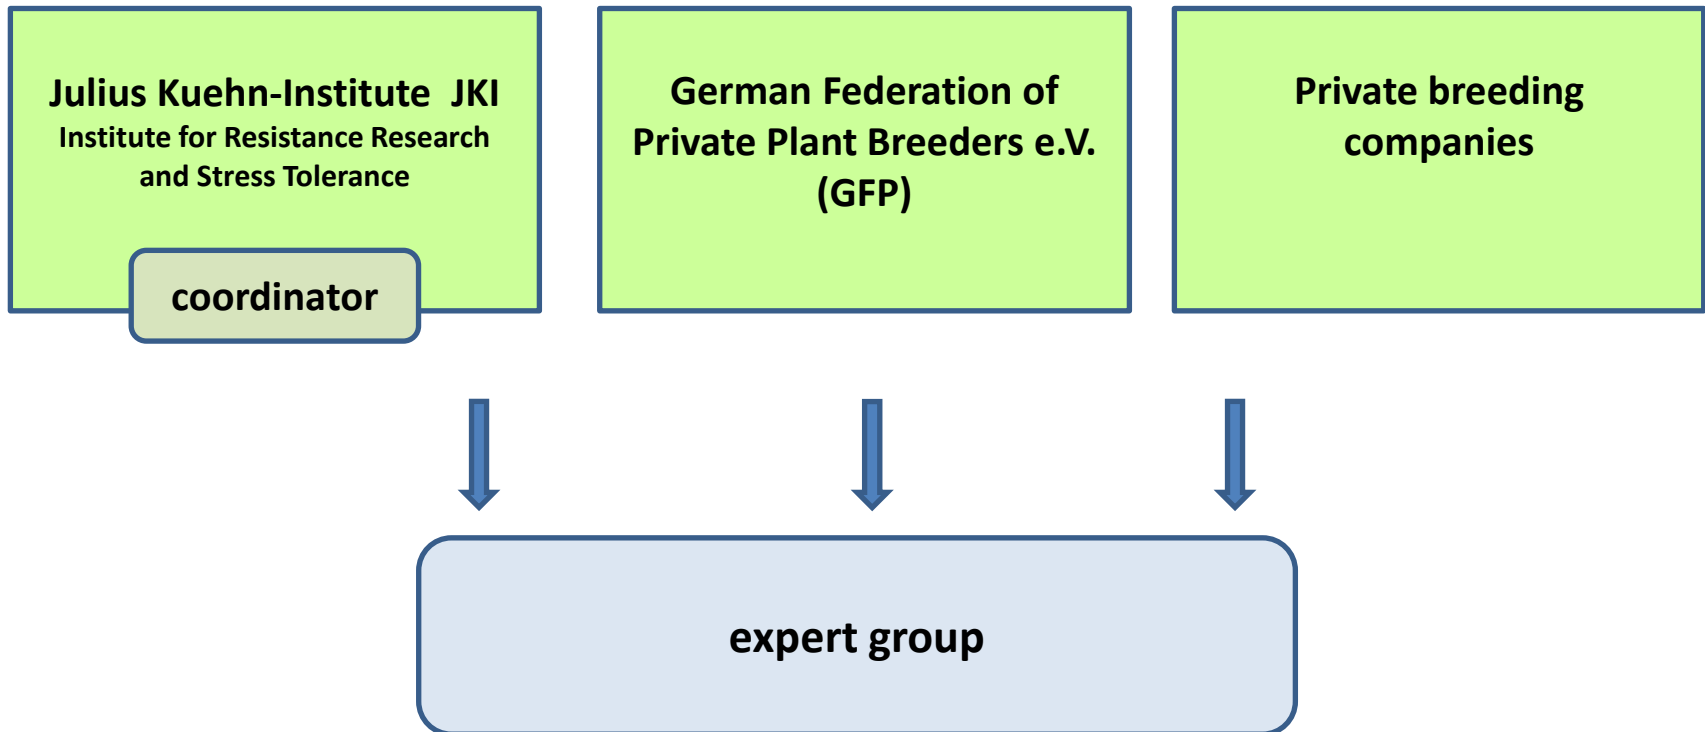 Julius Kuehn-Institute JKI
Institute for Resistance Research
and Stress Tolerance
coordinator
German Federation of
Private Plant Breeders e.V.
(GFP)
Private breeding
companies
expert group